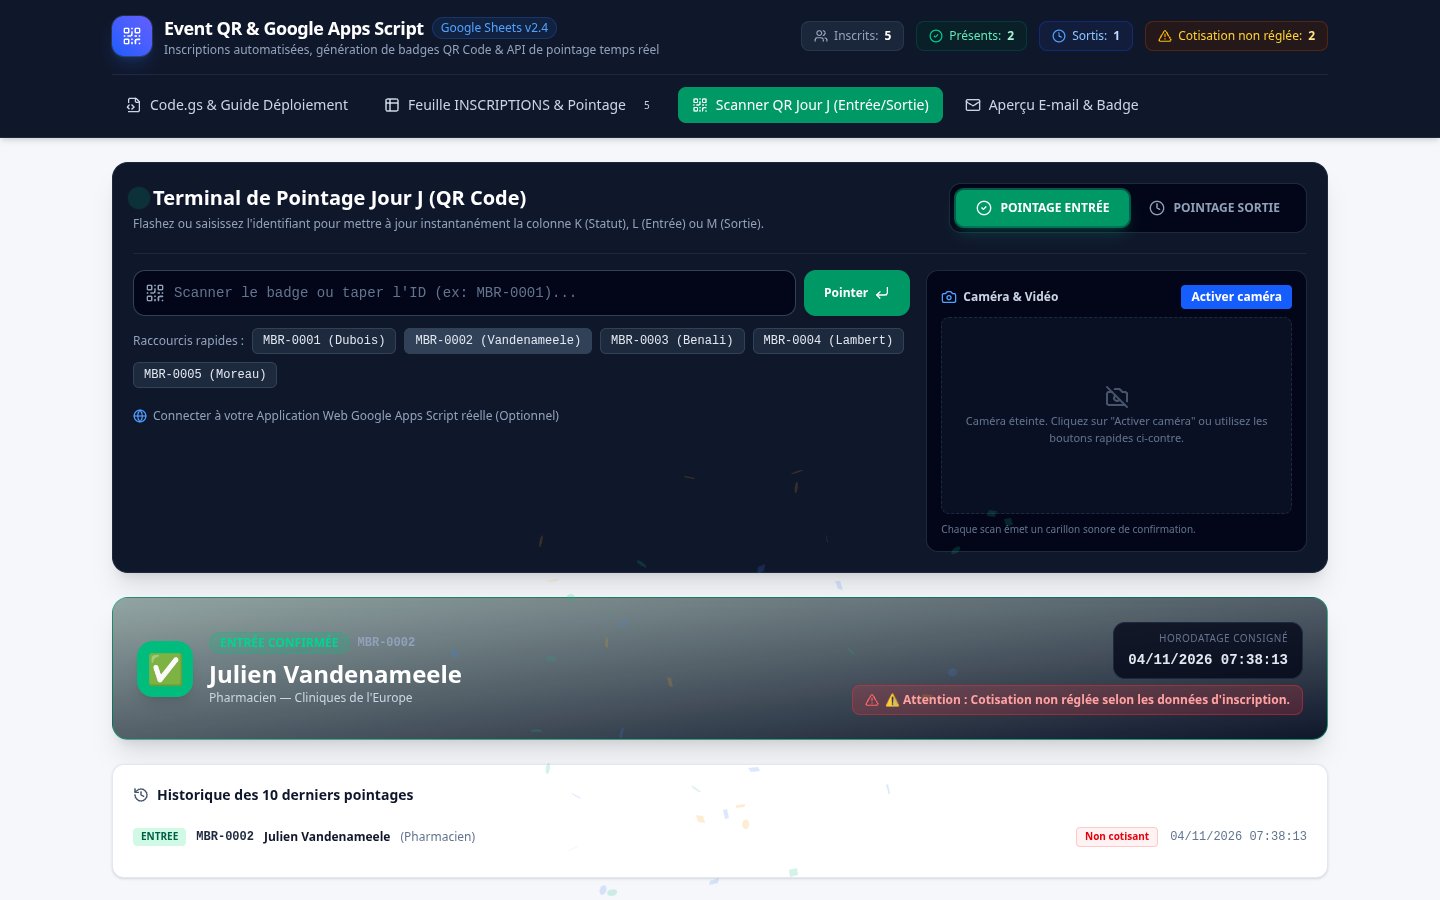 Event QR & Google Apps Script
Google Sheets v2.4
Inscriptions automatisées, génération de badges QR Code & API de pointage temps réel
Inscrits: 5
Présents: 2
Sortis: 1
Cotisation non réglée: 2
Code.gs & Guide Déploiement
Feuille INSCRIPTIONS & Pointage 5
Scanner QR Jour J (Entrée/Sortie)
Aperçu E-mail & Badge
Terminal de Pointage Jour J (QR Code)
Flashez ou saisissez l'identifiant pour mettre à jour instantanément la colonne K (Statut), L (Entrée) ou M (Sortie).
POINTAGE ENTRÉE
POINTAGE SORTIE
Scanner le badge ou taper l'ID (ex: MBR-0001)...
Pointer
Raccourcis rapides :
MBR-0001 (Dubois)
MBR-0002 (Vandenameele)
MBR-0003 (Benali)
MBR-0004 (Lambert)
MBR-0005 (Moreau)
Connecter à votre Application Web Google Apps Script réelle (Optionnel)
Caméra & Vidéo
Activer caméra
Caméra éteinte. Cliquez sur "Activer caméra" ou utilisez les
boutons rapides ci-contre.
Chaque scan émet un carillon sonore de confirmation.
ENTRÉE CONFIRMÉE
MBR-0002
Julien Vandenameele
Pharmacien — Cliniques de l'Europe
HORODATAGE CONSIGNÉ
04/11/2026 07:38:13
⚠️ Attention : Cotisation non réglée selon les données d'inscription.
Historique des 10 derniers pointages
ENTREE
MBR-0002
Julien Vandenameele
(Pharmacien)
Non cotisant
04/11/2026 07:38:13